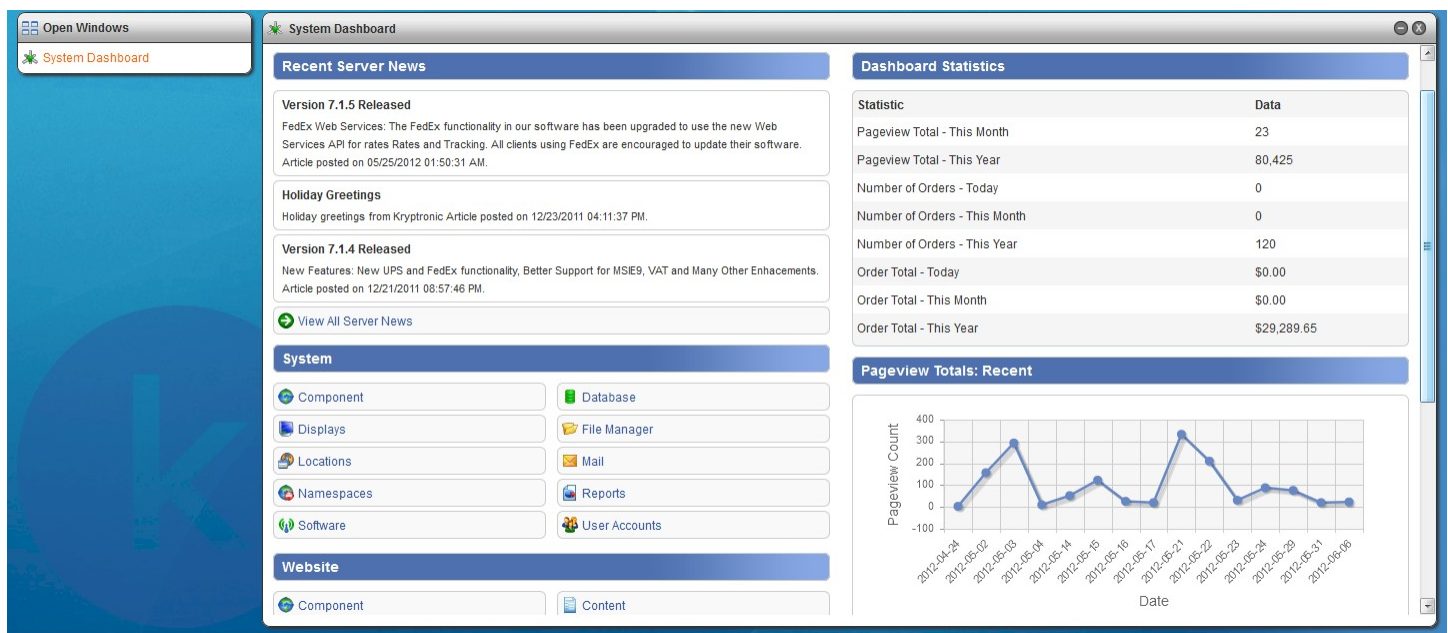 Open Windows
System Dashboard
System Dashboard
Recent Server News
Version 7.1.5 Released
FedEx Web Services: The FedEx functionality in our software has been upgraded to use the new Web
Services API for rates Rates and Tracking. All clients using FedEx are encouraged to update their software.
Article posted on 05/25/2012 01:50:31 AM.
Holiday Greetings
Holiday greetings from Kryptronic Article posted on 12/23/2011 04:11:37 PM.
Version 7.1.4 Released
New Features: New UPS and FedEx functionality, Better Support for MSIE9, VAT and Many Other Enhacements.
Article posted on 12/21/2011 08:57:46 PM.
View All Server News
System
Component Database
Displays File Manager
Locations Mail
Namespaces Reports
Software User Accounts
Website
Component Content
Dashboard Statistics
Statistic Data
Pageview Total - This Month 23
Pageview Total - This Year 80,425
Number of Orders - Today 0
Number of Orders - This Month 0
Number of Orders - This Year 120
Order Total - Today $0.00
Order Total - This Month $0.00
Order Total - This Year $29,289.65
Pageview Totals: Recent
Pageview Count
400
300
200
100
0
-100
2012-04-24 2012-05-02 2012-05-03 2012-05-04 2012-05-14 2012-05-15 2012-05-16 2012-05-17 2012-05-21 2012-05-22 2012-05-23 2012-05-24 2012-05-29 2012-05-31 2012-06-06
Date
k